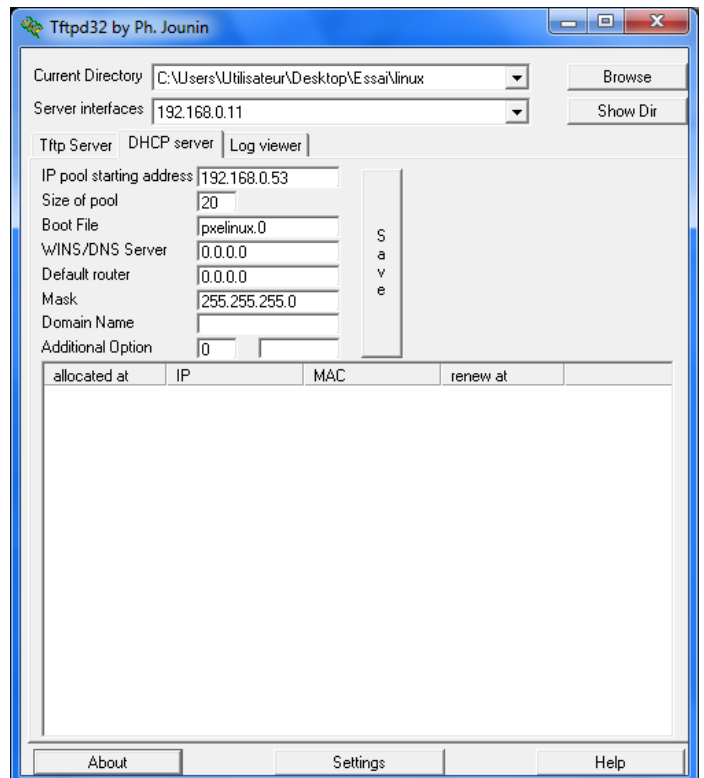 Tftpd32 by Ph. Jounin
Current Directory C:\Users\Utilisateur\Desktop\Essai\linux Browse
Server interfaces 192.168.0.11 Show Dir
Tftp Server DHCP server Log viewer
IP pool starting address 192.168.0.53
Size of pool 20
Boot File pxelinux.0
WINS/DNS Server 0.0.0.0
Default router 0.0.0.0
Mask 255.255.255.0
Domain Name
Additional Option 0
Save
allocated at IP MAC renew at
About Settings Help